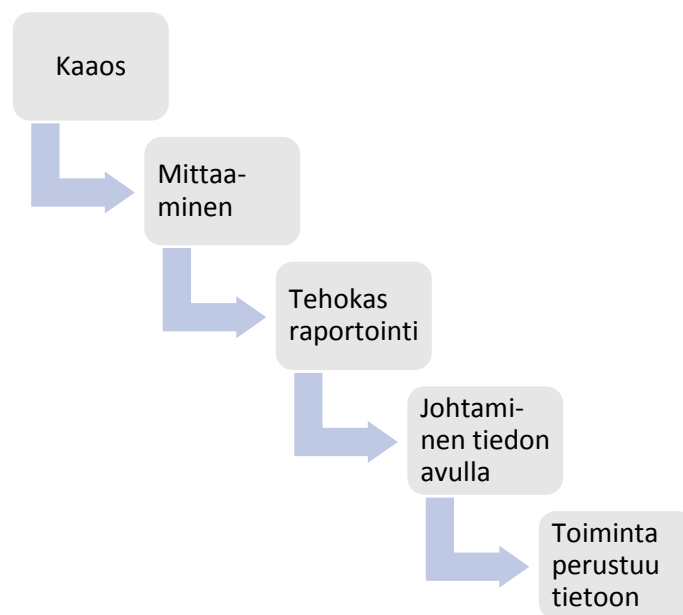 Kaaos
Mittaa-
minen
Tehokas
raportointi
Johtami-
nen tiedon
avulla
Toiminta
perustuu
tietoon